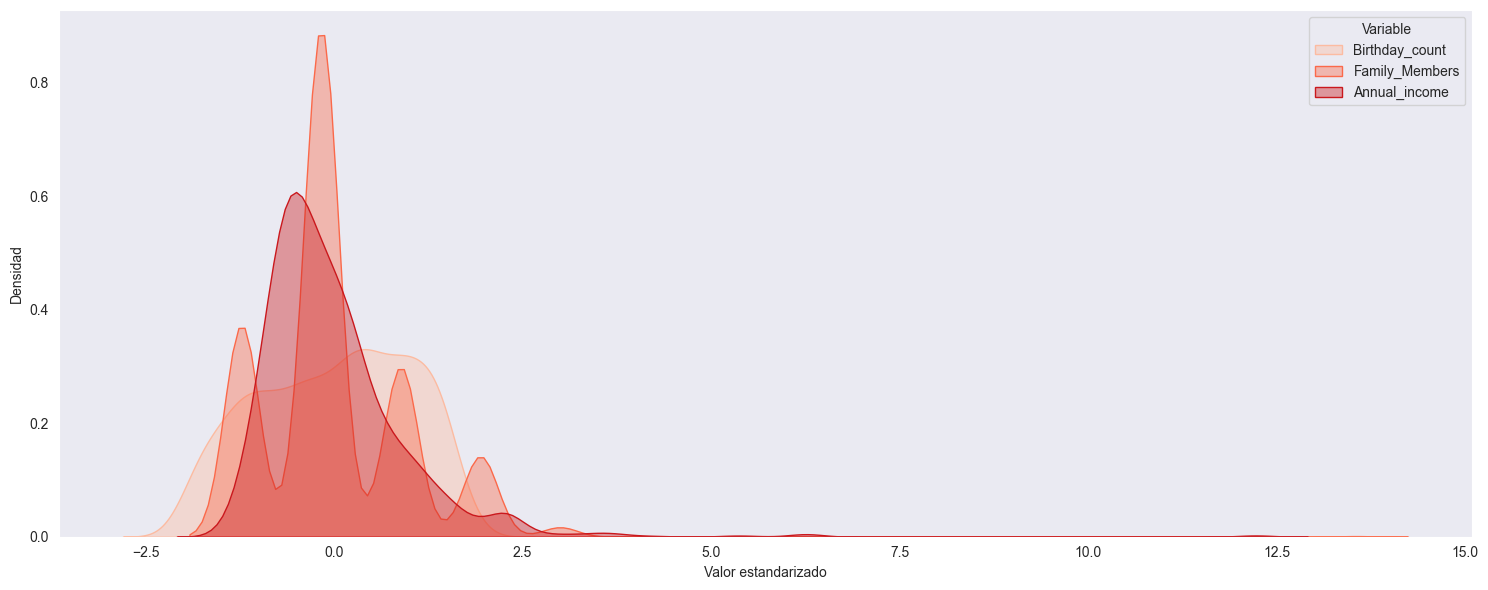 Variable
Birthday_count
Family_Members
Annual_income
Densidad
0.8
0.6
0.4
0.2
0.0
−2.5 0.0 2.5 5.0 7.5 10.0 12.5 15.0
Valor estandarizado